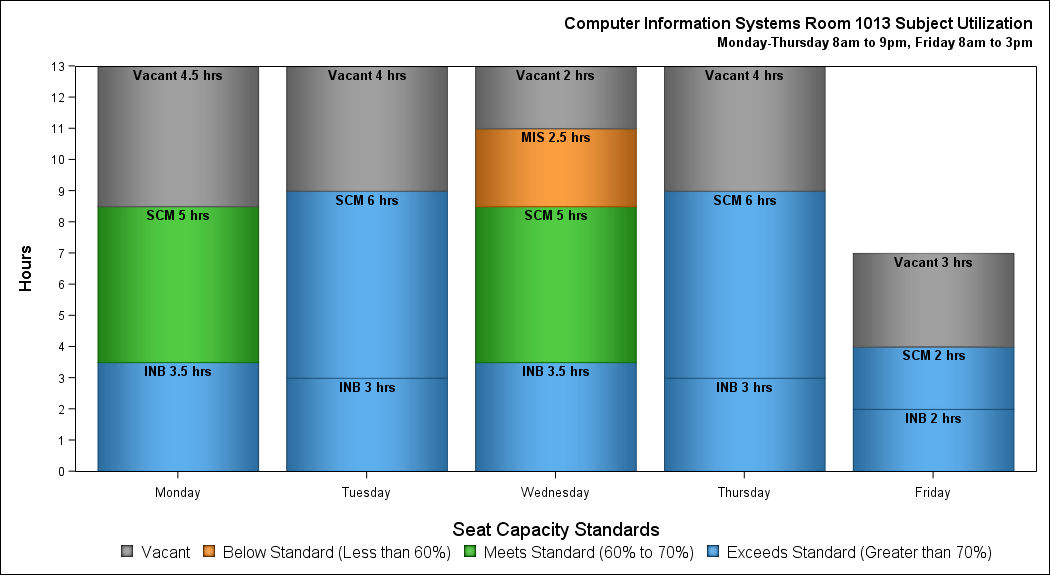 Computer Information Systems Room 1013 Subject Utilization
Monday-Thursday 8am to 9pm, Friday 8am to 3pm
Hours
13
12
11
10
9
8
7
6
5
4
3
2
1
0
Vacant 4.5 hrs
SCM 5 hrs
INB 3.5 hrs
Vacant 4 hrs
SCM 6 hrs
INB 3 hrs
Vacant 2 hrs
MIS 2.5 hrs
SCM 5 hrs
INB 3.5 hrs
Vacant 4 hrs
SCM 6 hrs
INB 3 hrs
Vacant 3 hrs
SCM 2 hrs
INB 2 hrs
Monday Tuesday Wednesday Thursday Friday
Seat Capacity Standards
Vacant Below Standard (Less than 60%) Meets Standard (60% to 70%) Exceeds Standard (Greater than 70%)